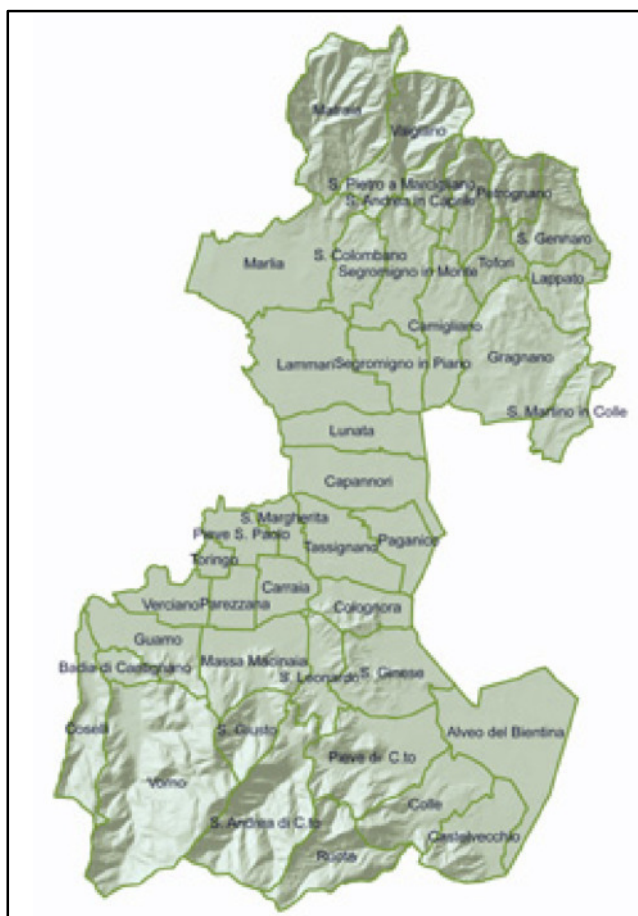 Matraia
Valgiano
S. Pietro a Marcigliano
S. Andrea in Caprile
Petrognano
S. Gennaro
Marlia
S. Colombano
Segromigno in Monte
Tofori
Lappato
Camigliano
Lammari
Segromigno in Piano
Gragnano
S. Martino in Colle
Lunata
Capannori
S. Margherita
Pieve S. Paolo
Tassignano
Paganico
Toringo
Carraia
Verciano
Parezzana
Colognora
Guamo
Badia di Cantignano
Massa Macinaia
S. Leonardo
S. Ginese
Coselli
S. Giusto
Alveo del Bientina
Vorno
Pieve di C.to
Colle
S. Andrea di C.to
Castelvecchio
Ruota